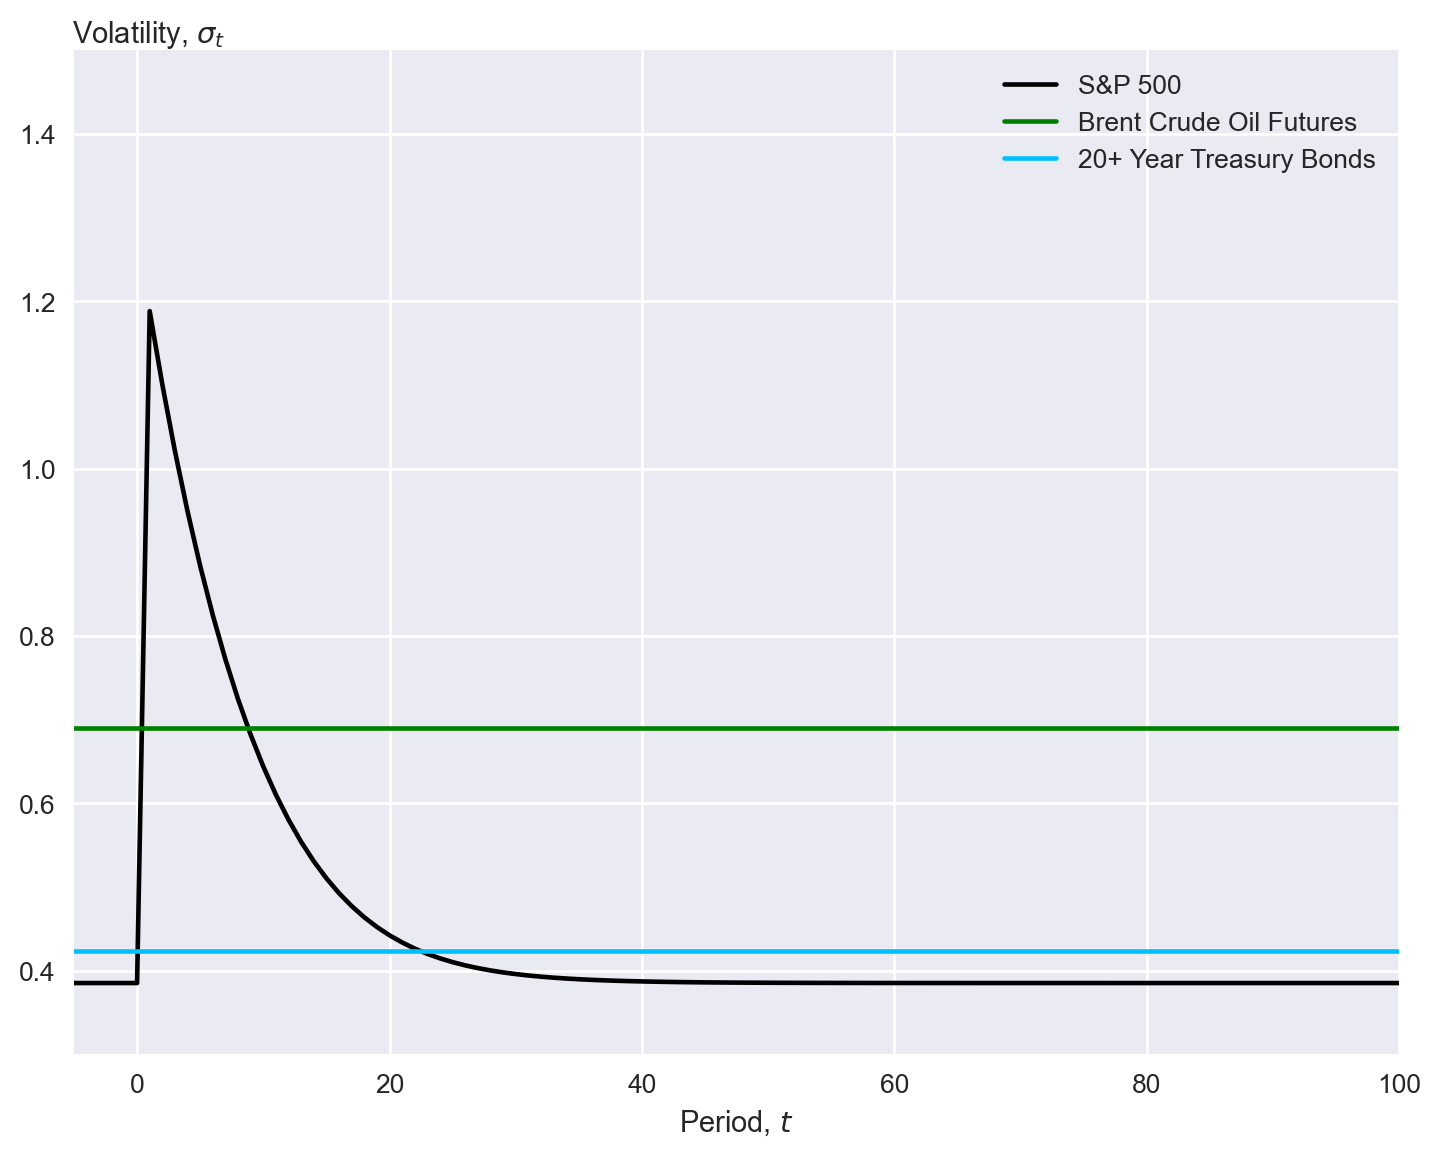 Volatility, σt
S&P 500
Brent Crude Oil Futures
20+ Year Treasury Bonds
1.4
1.2
1.0
0.8
0.6
0.4
0 20 40 60 80 100
Period, t